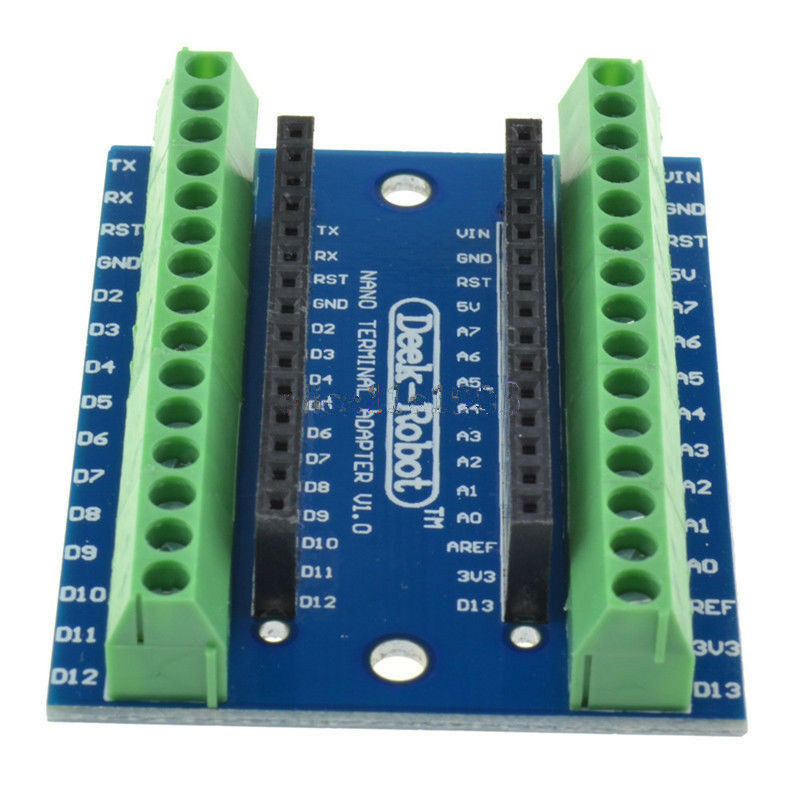 TX
RX
RST
GND
D2
D3
D4
D5
D6
D7
D8
D9
D10
D11
D12
TX
RX
RST
GND
D2
D3
D4
D5
D6
D7
D8
D9
D10
D11
D12
NANO TERMINAL ADAPTER V1.0
Deek-Robot
TM
VIN
GND
RST
5V
A7
A6
A5
A4
A3
A2
A1
A0
AREF
3V3
D13
VIN
GND
RST
5V
A7
A6
A5
A4
A3
A2
A1
A0
REF
3V3
D13